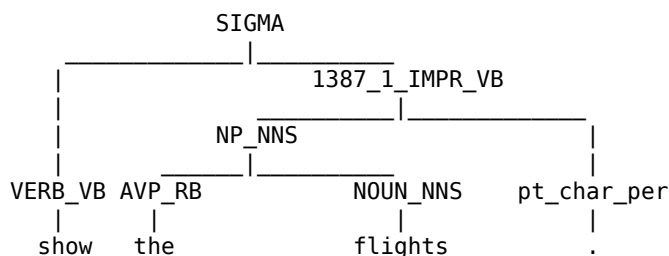 SIGMA
1387_1_IMPR_VB
NP_NNS
VERB_VB AVP_RB NOUN_NNS pt_char_per
show the flights .